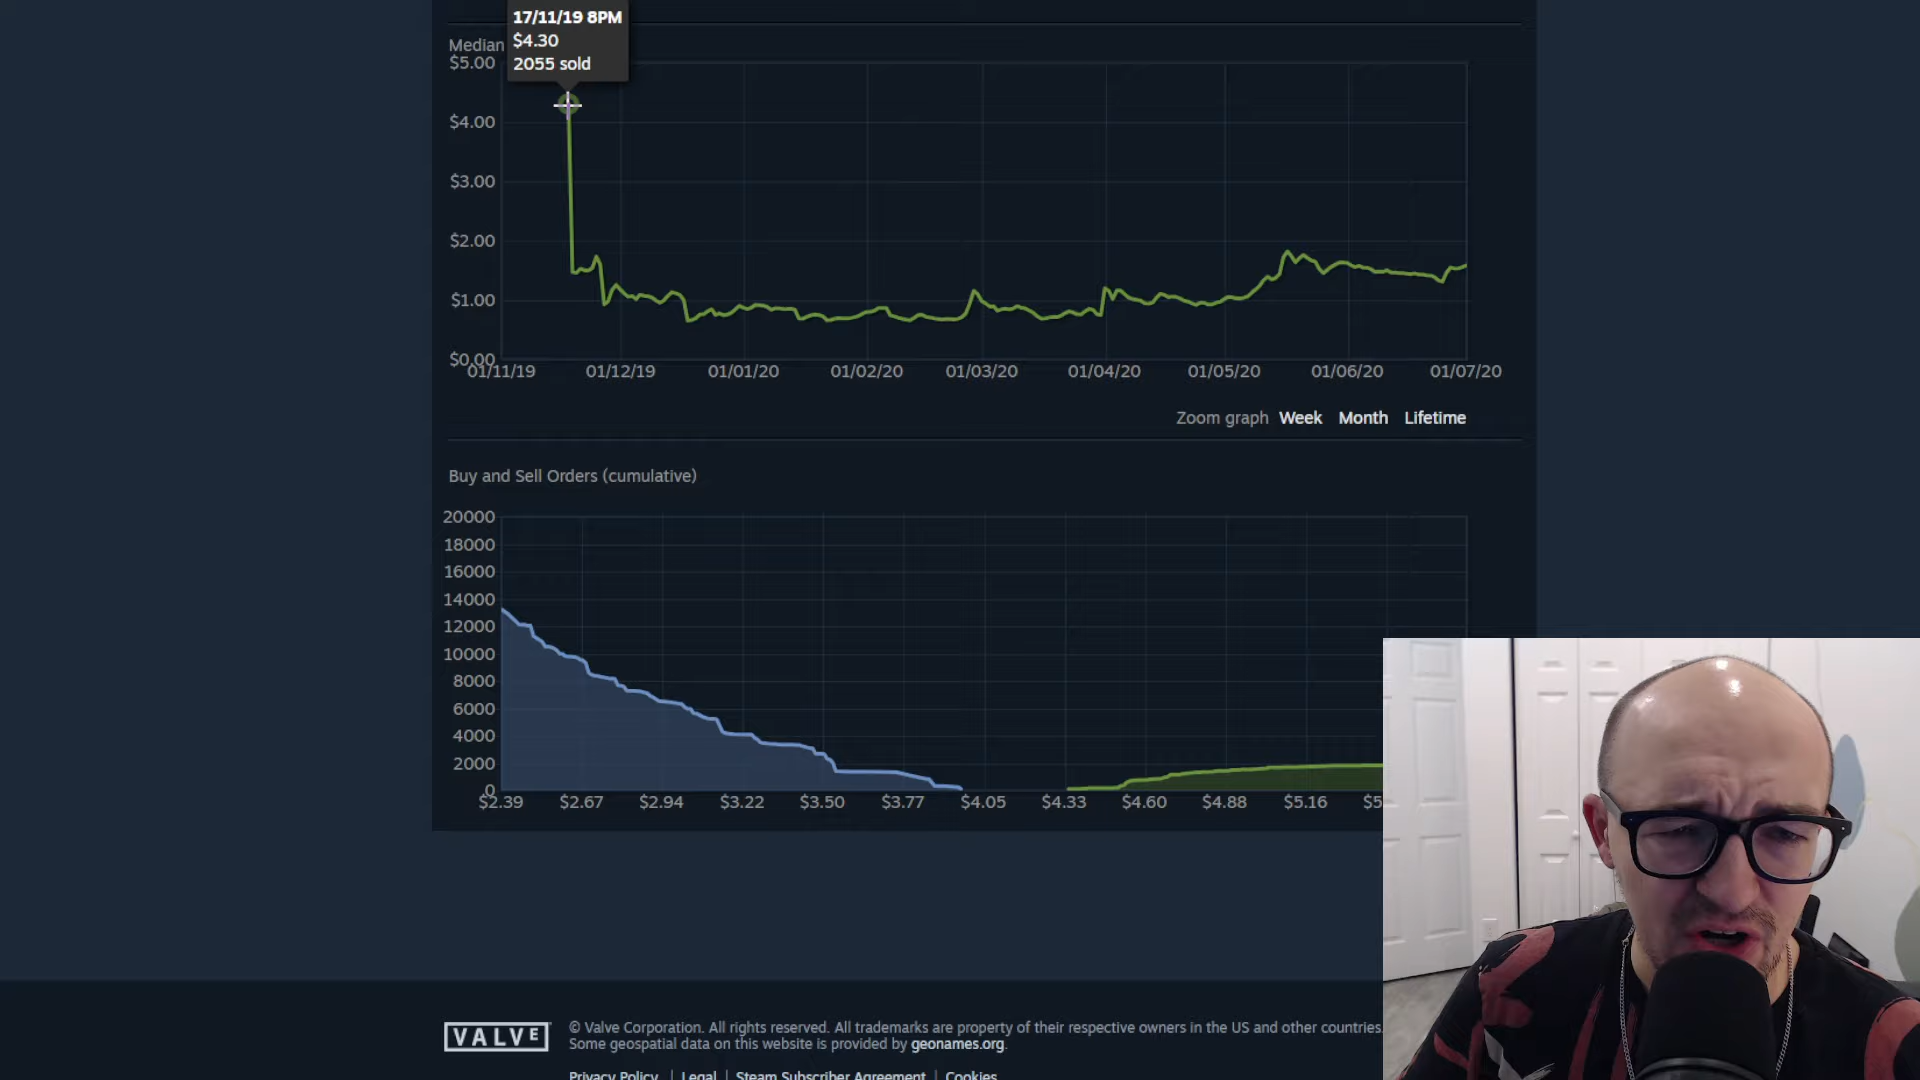 17/11/19 8PM
$4.30
2055 sold
Median
$5.00
$4.00
$3.00
$2.00
$1.00
$0.00
01/11/19 01/12/19 01/01/20 01/02/20 01/03/20 01/04/20 01/05/20 01/06/20 01/07/20
Zoom graph Week Month Lifetime
Buy and Sell Orders (cumulative)
20000
18000
16000
14000
12000
10000
8000
6000
4000
2000
0
$2.39 $2.67 $2.94 $3.22 $3.50 $3.77 $4.05 $4.33 $4.60 $4.88 $5.16 $5
VALVE
© Valve Corporation. All rights reserved. All trademarks are property of their respective owners in the US and other countries.
Some geospatial data on this website is provided by geonames.org.
Privacy Policy | Legal | Steam Subscriber Agreement | Cookies